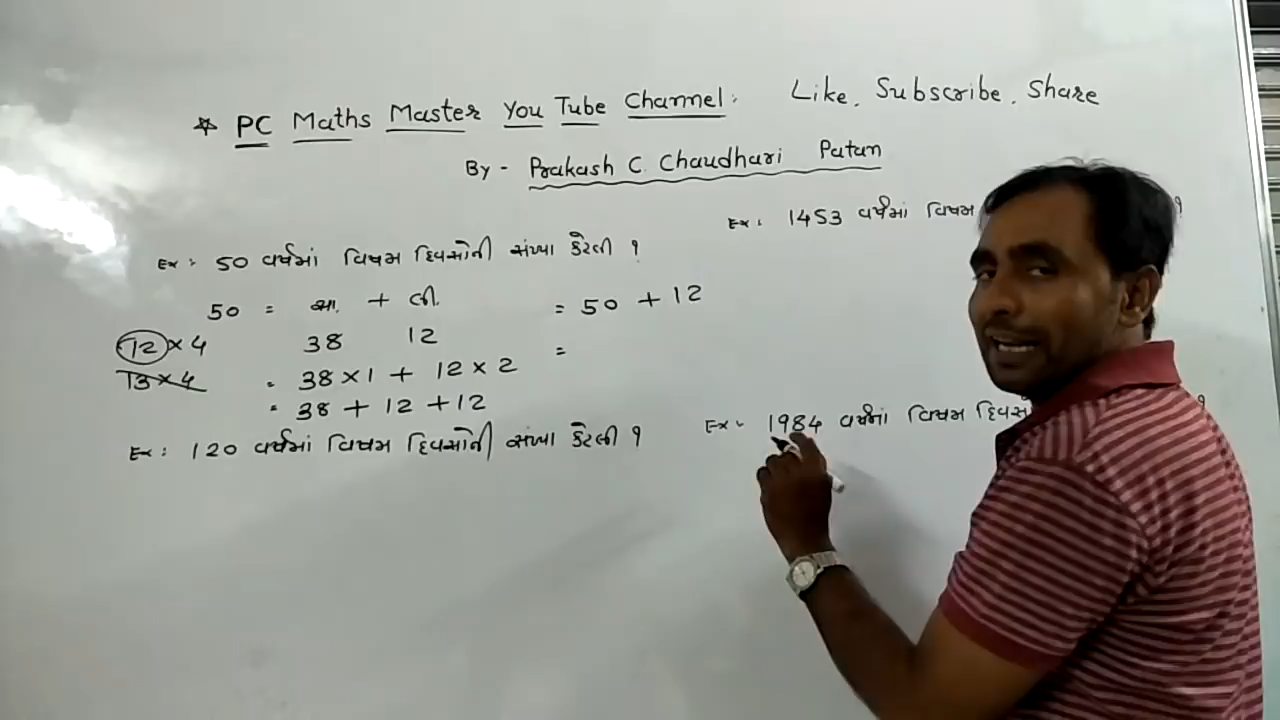 ☆ PC Maths Master You Tube Channel: Like, Subscribe, Share
By - Prakash C. Chaudhari Patan
Ex: 50 વર્ષમાં વિષમ દિવસોની સંખ્યા કેટલી ?
50 = સા. + લી.
12 × 4 38 12
13 × 4 = 38 × 1 + 12 × 2
= 38 + 12 + 12
= 50 + 12
=
Ex: 120 વર્ષમાં વિષમ દિવસોની સંખ્યા કેટલી ?
Ex: 1453 વર્ષમાં વિષમ ?
Ex: 1984 વર્ષમાં વિષમ ?